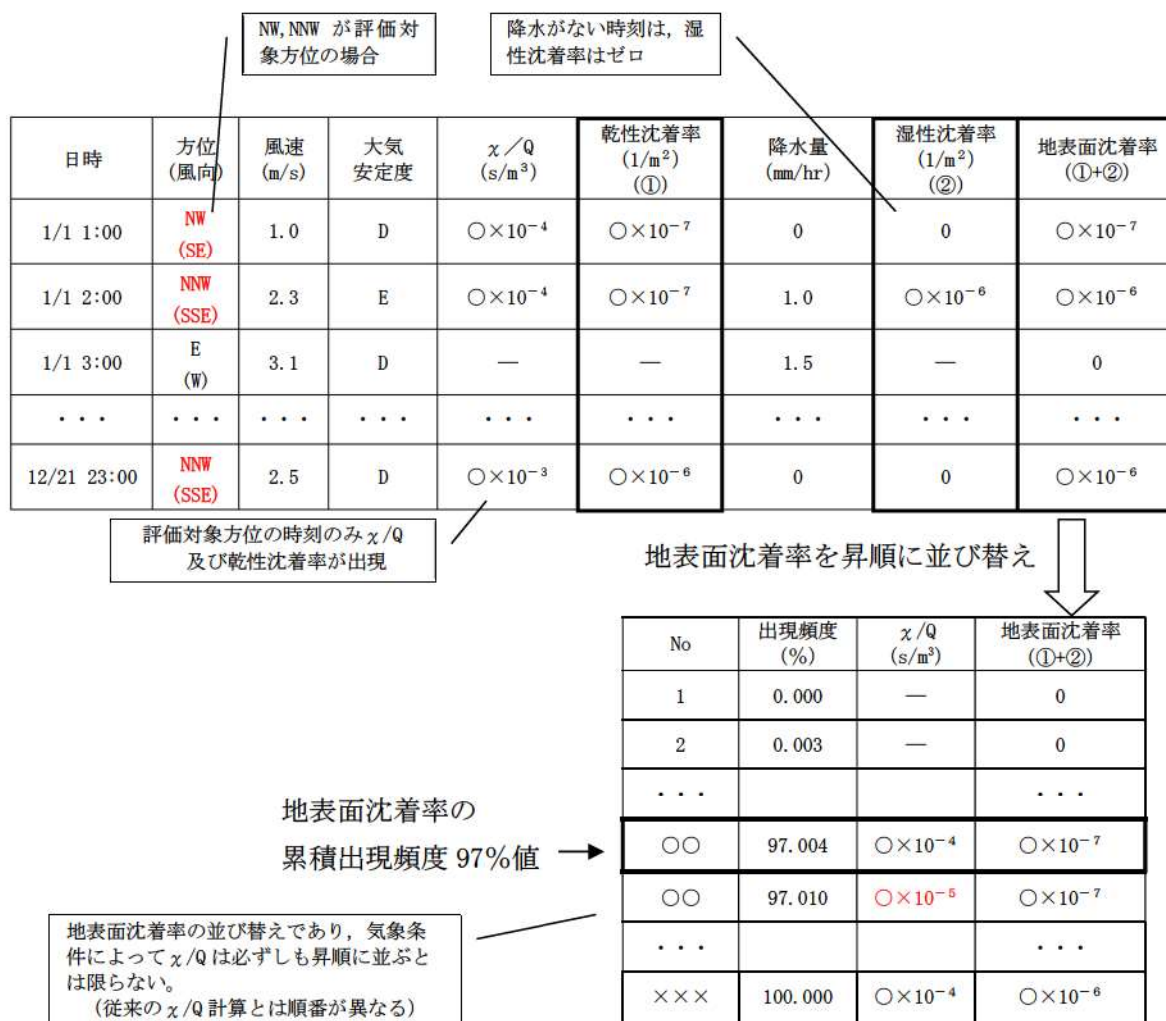 NW,NNW が評価対
象方位の場合
降水がない時刻は，湿
性沈着率はゼロ
日時 方位 (風向) 風速 (m/s) 大気 安定度 χ／Q (s/m³) 乾性沈着率 (1/m²) (①) 降水量 (mm/hr) 湿性沈着率 (1/m²) (②) 地表面沈着率 (①+②)
1/1 1:00 NW (SE) 1.0 D ○×10⁻⁴ ○×10⁻⁷ 0 0 ○×10⁻⁷
1/1 2:00 NNW (SSE) 2.3 E ○×10⁻⁴ ○×10⁻⁷ 1.0 ○×10⁻⁶ ○×10⁻⁶
1/1 3:00 E (W) 3.1 D — — 1.5 — 0
・・・ ・・・ ・・・ ・・・ ・・・ ・・・ ・・・ ・・・ ・・・
12/21 23:00 NNW (SSE) 2.5 D ○×10⁻³ ○×10⁻⁶ 0 0 ○×10⁻⁶
評価対象方位の時刻のみχ/Q
及び乾性沈着率が出現
地表面沈着率を昇順に並び替え
No 出現頻度 (%) χ/Q (s/m³) 地表面沈着率 (①+②)
1 0.000 — 0
2 0.003 — 0
・・・ ・・・
地表面沈着率の
累積出現頻度 97%値
○○ 97.004 ○×10⁻⁴ ○×10⁻⁷
○○ 97.010 ○×10⁻⁵ ○×10⁻⁷
・・・ ・・・
××× 100.000 ○×10⁻⁴ ○×10⁻⁶
地表面沈着率の並び替えであり，気象条
件によってχ/Qは必ずしも昇順に並ぶと
は限らない。
（従来のχ/Q計算とは順番が異なる）